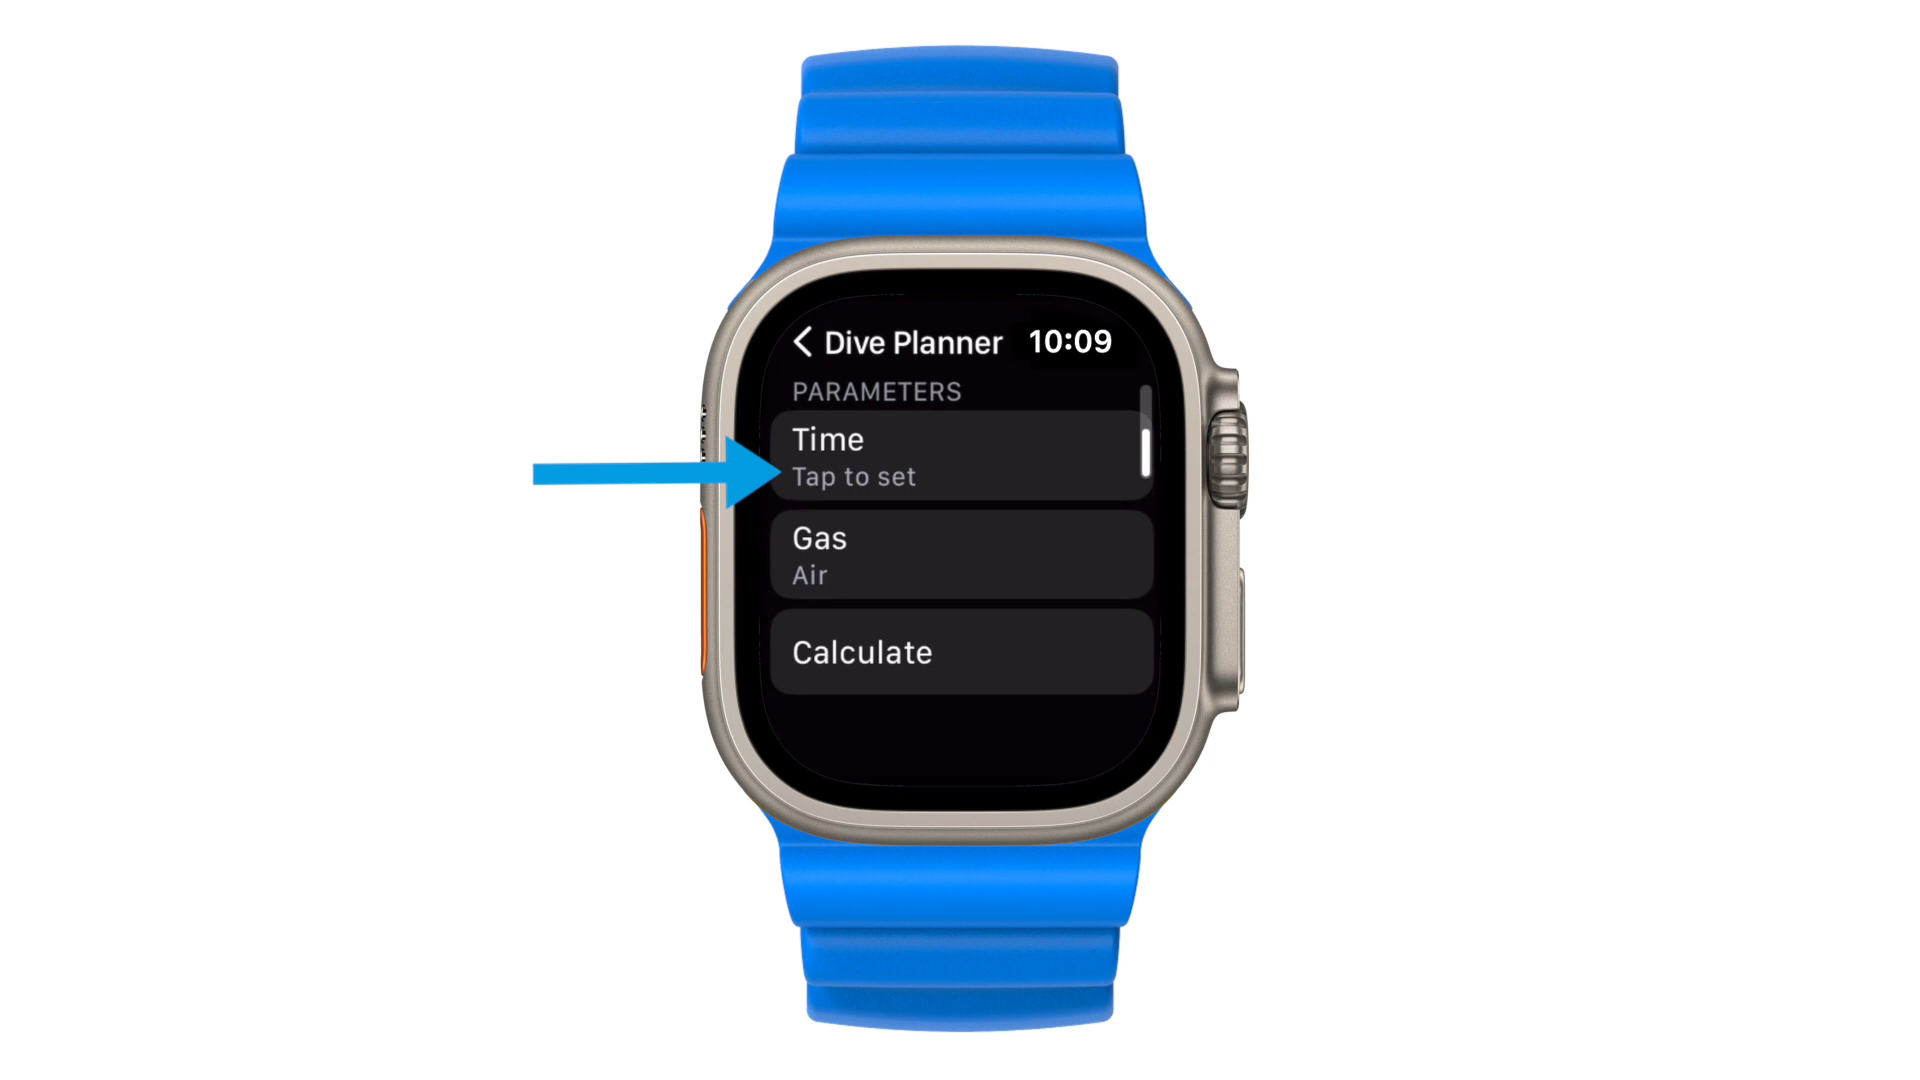 Dive Planner 10:09
PARAMETERS
Time
Tap to set
Gas
Air
Calculate